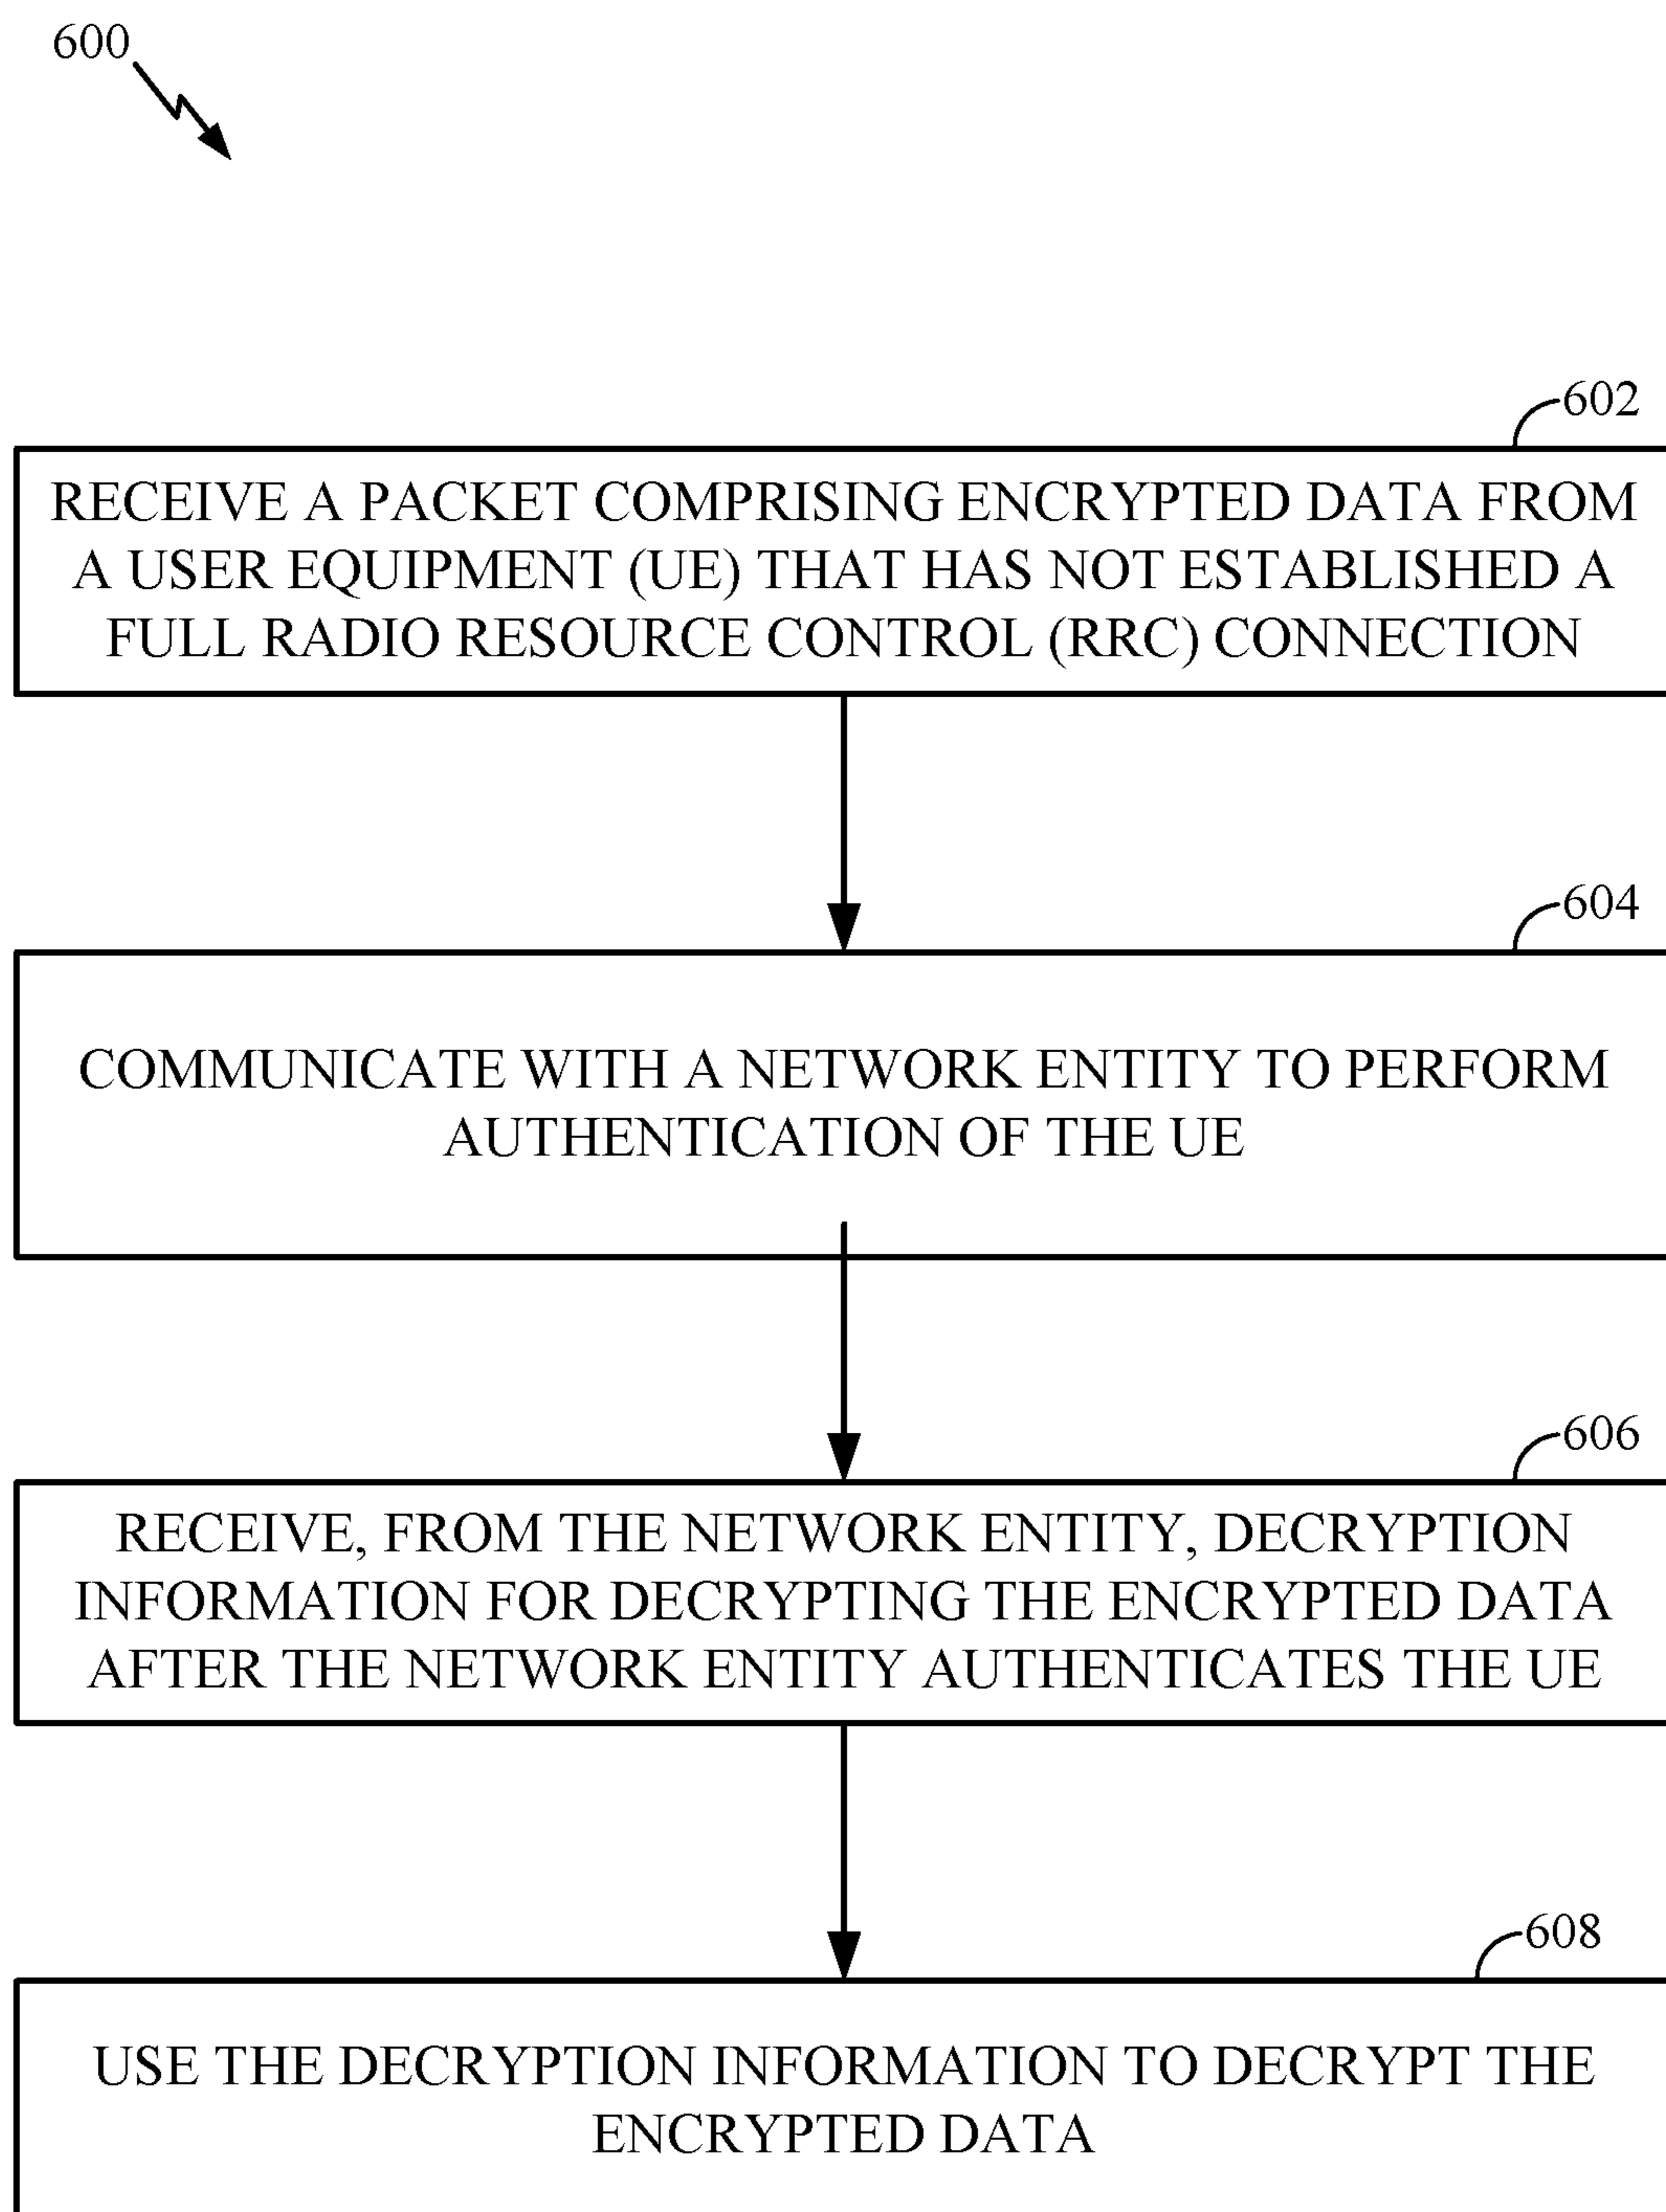 600
602
RECEIVE A PACKET COMPRISING ENCRYPTED DATA FROM
A USER EQUIPMENT (UE) THAT HAS NOT ESTABLISHED A
FULL RADIO RESOURCE CONTROL (RRC) CONNECTION
604
COMMUNICATE WITH A NETWORK ENTITY TO PERFORM
AUTHENTICATION OF THE UE
606
RECEIVE, FROM THE NETWORK ENTITY, DECRYPTION
INFORMATION FOR DECRYPTING THE ENCRYPTED DATA
AFTER THE NETWORK ENTITY AUTHENTICATES THE UE
608
USE THE DECRYPTION INFORMATION TO DECRYPT THE
ENCRYPTED DATA